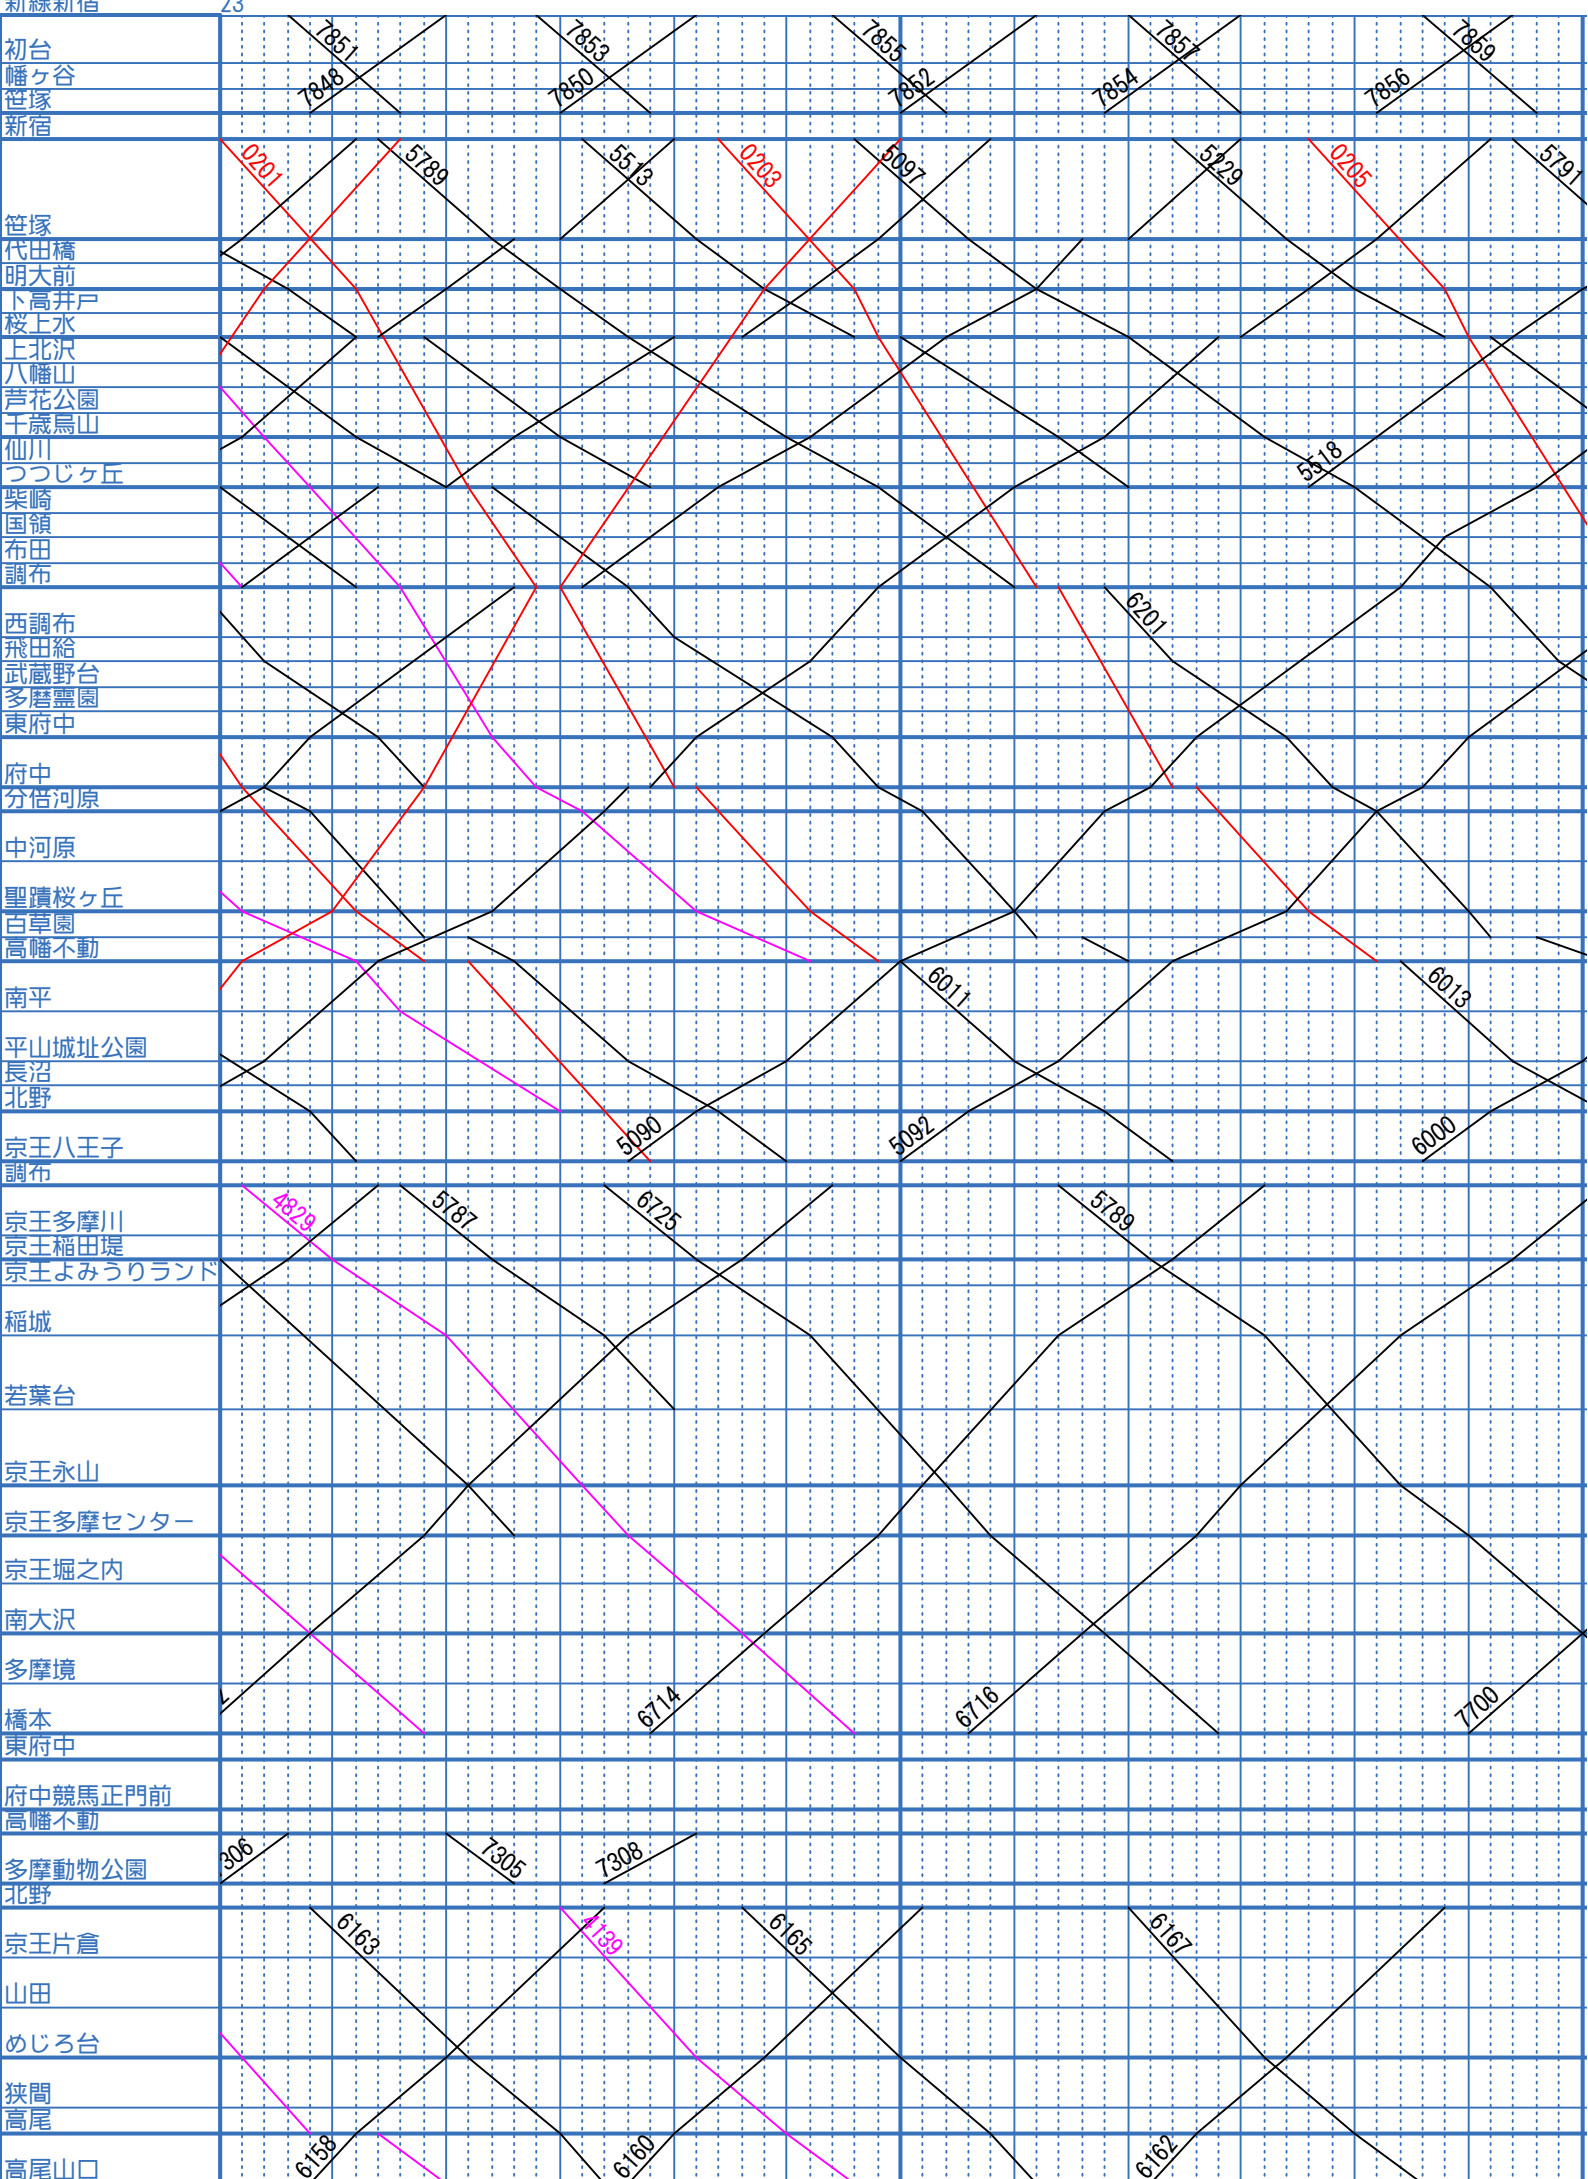 新線新宿 23
初台 7851 7853 7855 7857 7859
幡ヶ谷
笹塚 7848 7850 7852 7854 7856
新宿
0201 5789 5513 0203 5097 5229 0205 5791
笹塚
代田橋
明大前
下高井戸
桜上水
上北沢
八幡山
芦花公園
千歳烏山
仙川 5518
つつじヶ丘
柴崎
国領
布田
調布
西調布 6201
飛田給
武蔵野台
多磨霊園
東府中
府中
分倍河原
中河原
聖蹟桜ヶ丘
百草園
高幡不動
南平 6011 6013
平山城址公園
長沼
北野
京王八王子 5090 5092 6000
調布
京王多摩川 4829 5787 6725 5789
京王稲田堤
京王よみうりランド
稲城
若葉台
京王永山
京王多摩センター
京王堀之内
南大沢
多摩境
橋本 6714 6716 7700
東府中
府中競馬正門前
高幡不動
多摩動物公園 306 7305 7308
北野
京王片倉 6163 4139 6165 6167
山田
めじろ台
狭間
高尾
高尾山口 6158 6160 6162